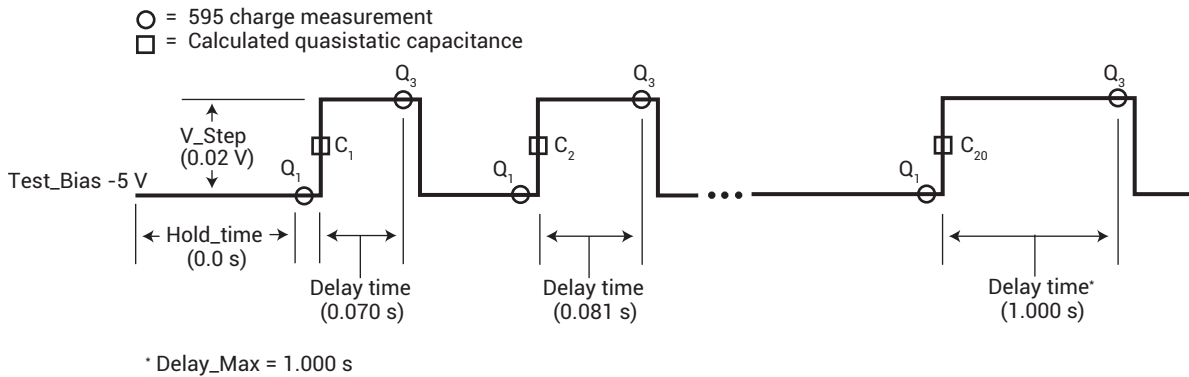 = 595 charge measurement
= Calculated quasistatic capacitance
Q3
Q3
Q3
V_Step
(0.02 V)
C1
C2
C20
Q1
Q1
Q1
Test_Bias -5 V
Hold_time
(0.0 s)
Delay time
(0.070 s)
Delay time
(0.081 s)
Delay time*
(1.000 s)
* Delay_Max = 1.000 s